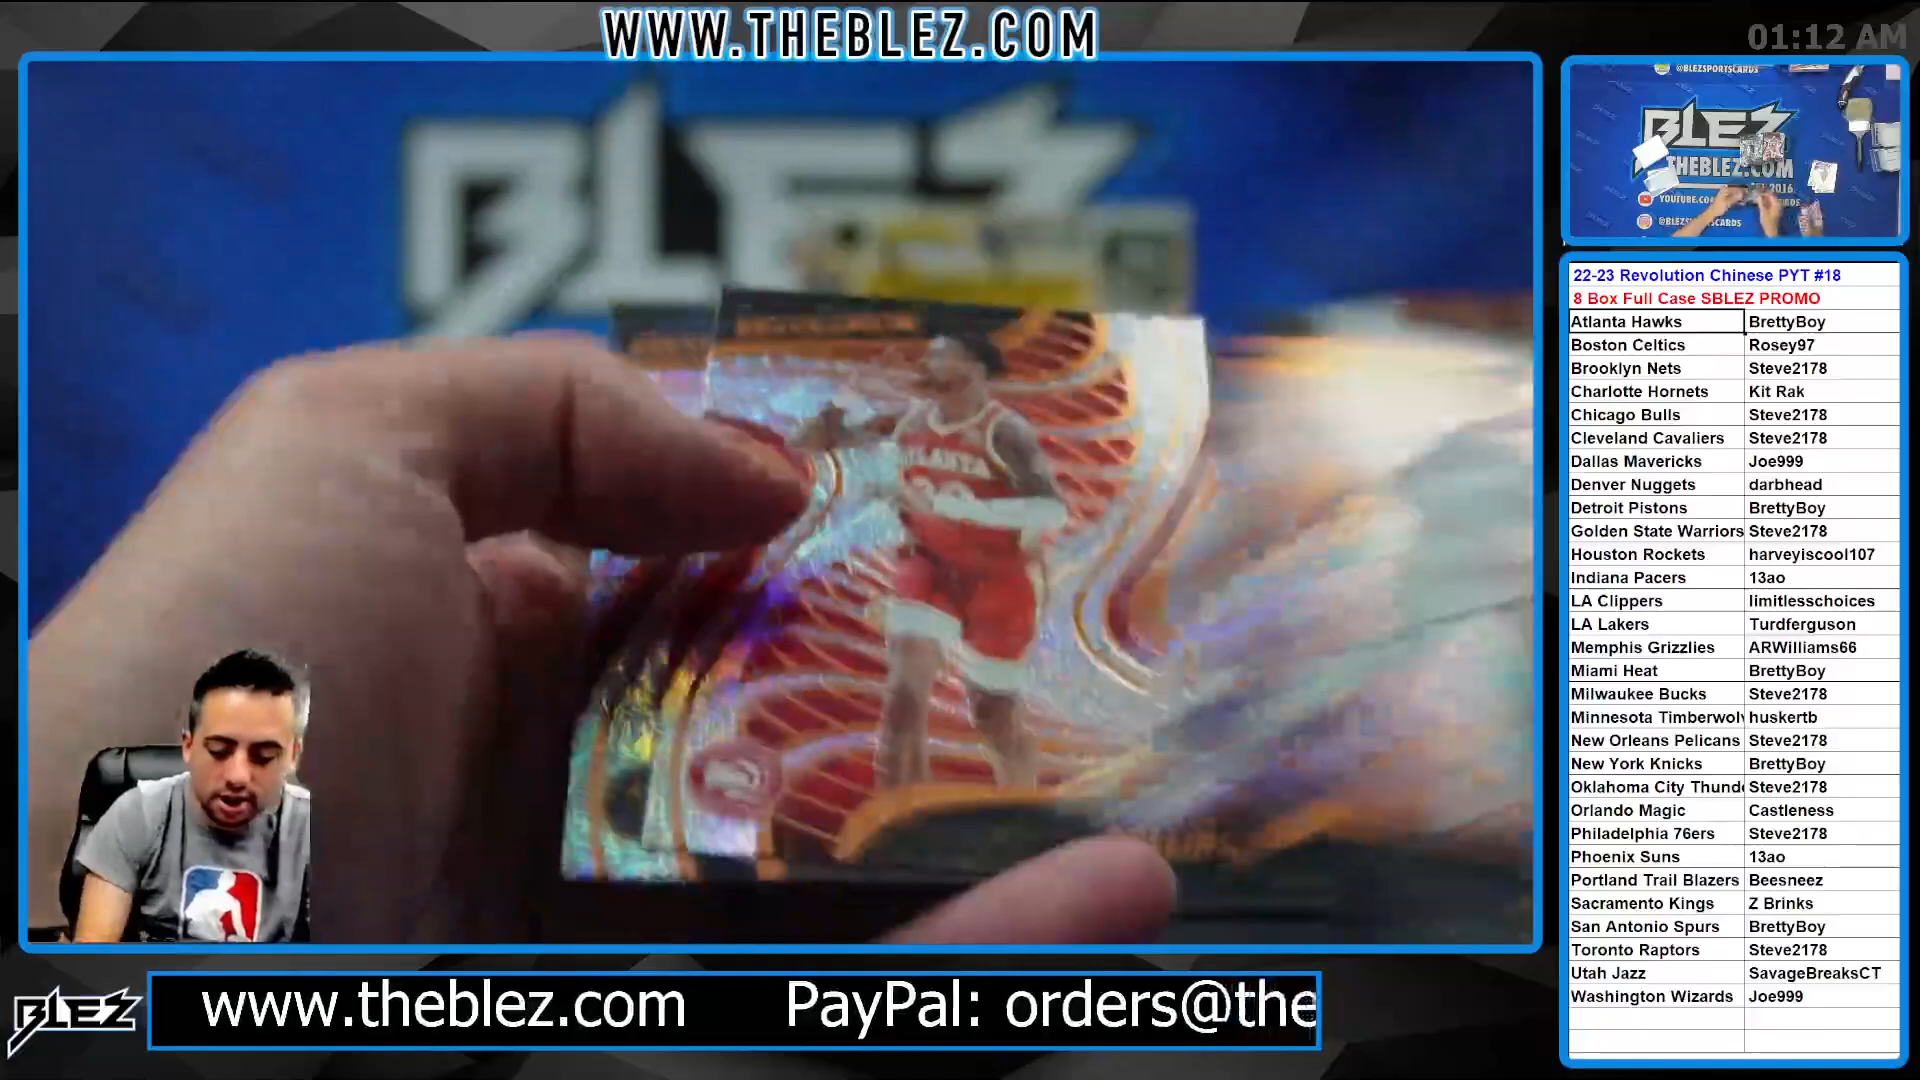 WWW.THEBLEZ.COM
01:12 AM
BLEZ
ATLANTA
@BLEZSPORTSCARDS
BLEZ
THEBLEZ.COM
2016
22-23 Revolution Chinese PYT #18
8 Box Full Case SBLEZ PROMO
Atlanta Hawks BrettyBoy
Boston Celtics Rosey97
Brooklyn Nets Steve2178
Charlotte Hornets Kit Rak
Chicago Bulls Steve2178
Cleveland Cavaliers Steve2178
Dallas Mavericks Joe999
Denver Nuggets darbhead
Detroit Pistons BrettyBoy
Golden State Warriors Steve2178
Houston Rockets harveyiscool107
Indiana Pacers 13ao
LA Clippers limitlesschoices
LA Lakers Turdferguson
Memphis Grizzlies ARWilliams66
Miami Heat BrettyBoy
Milwaukee Bucks Steve2178
Minnesota Timberwolv huskertb
New Orleans Pelicans Steve2178
New York Knicks BrettyBoy
Oklahoma City Thund Steve2178
Orlando Magic Castleness
Philadelphia 76ers Steve2178
Phoenix Suns 13ao
Portland Trail Blazers Beesneez
Sacramento Kings Z Brinks
San Antonio Spurs BrettyBoy
Toronto Raptors Steve2178
Utah Jazz SavageBreaksCT
Washington Wizards Joe999
BLEZ
www.theblez.com PayPal: orders@the